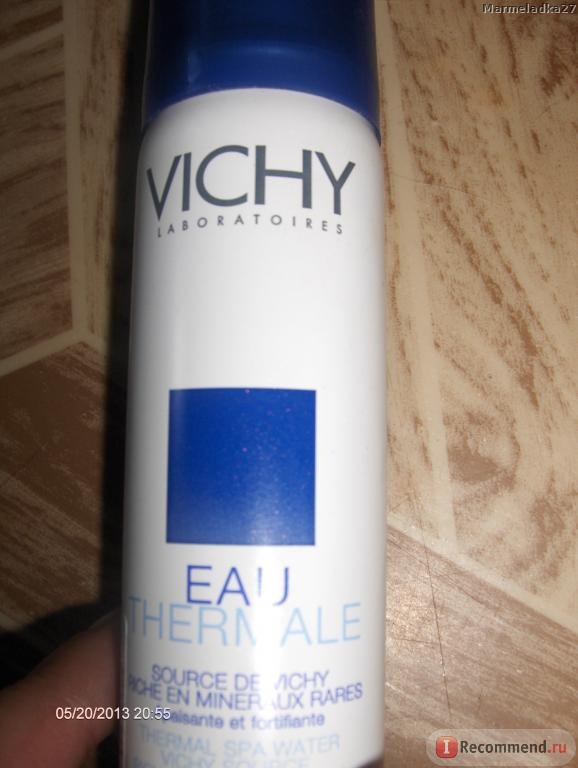 Marmeladka27
VICHY
LABORATOIRES
EAU
THERMALE
SOURCE DE VICHY
RICHE EN MINERAUX RARES
apaisante et fortifiante
THERMAL SPA WATER
VICHY SOURCE
05/20/2013 20:55
I Recommend.ru